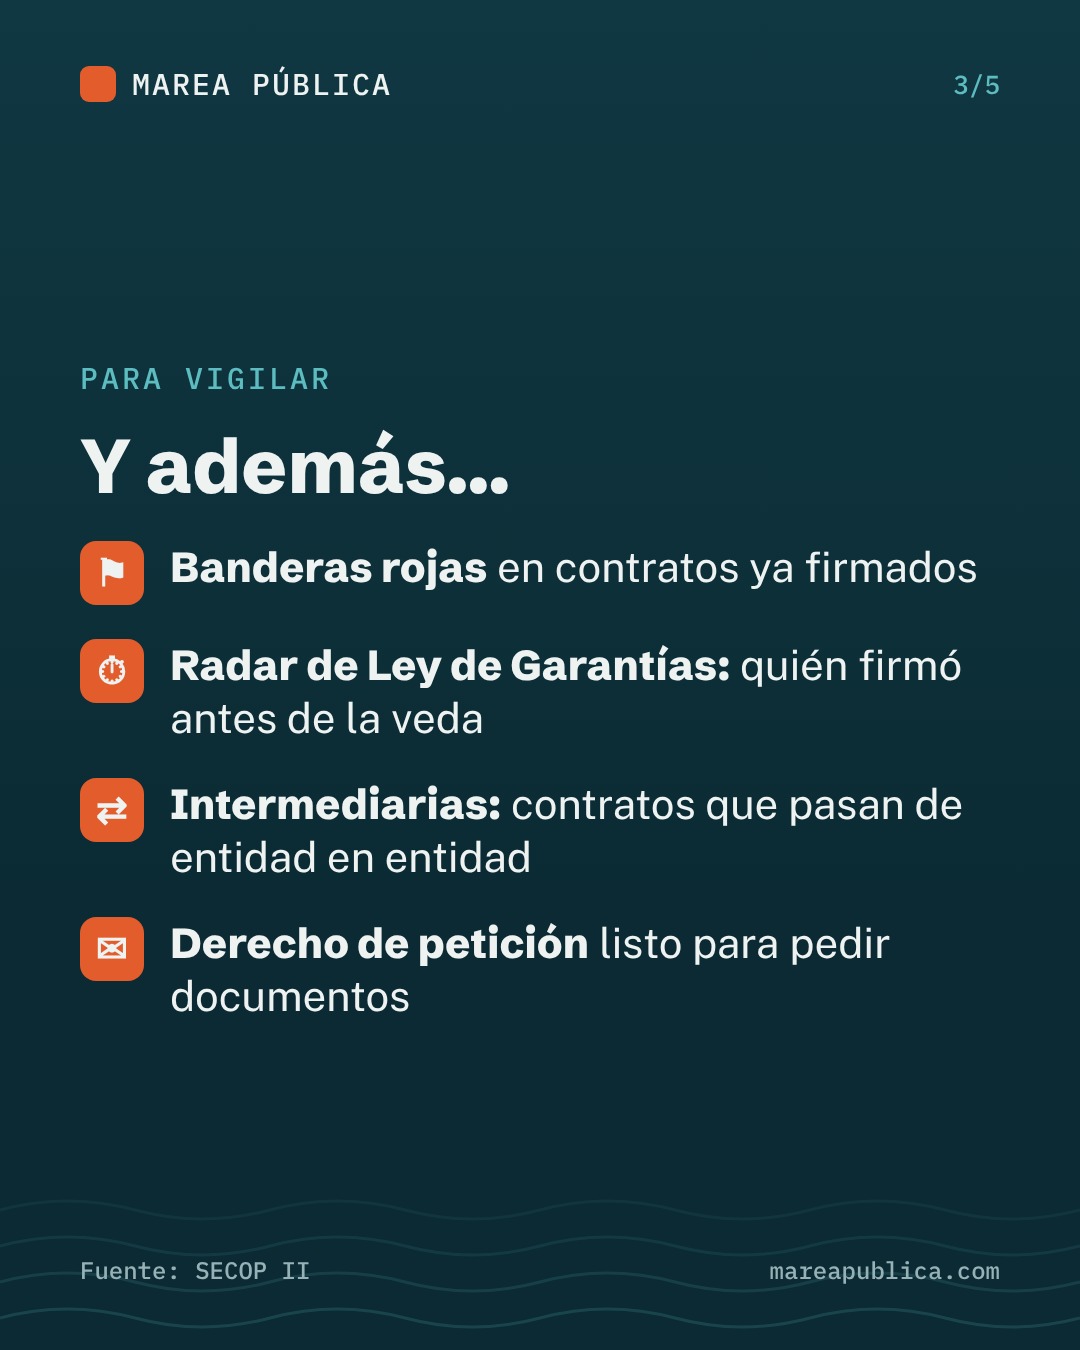 MAREA PÚBLICA
3/5
PARA VIGILAR
Y además...
Banderas rojas en contratos ya firmados
Radar de Ley de Garantías: quién firmó
antes de la veda
Intermediarias: contratos que pasan de
entidad en entidad
Derecho de petición listo para pedir
documentos
Fuente: SECOP II
mareapublica.com